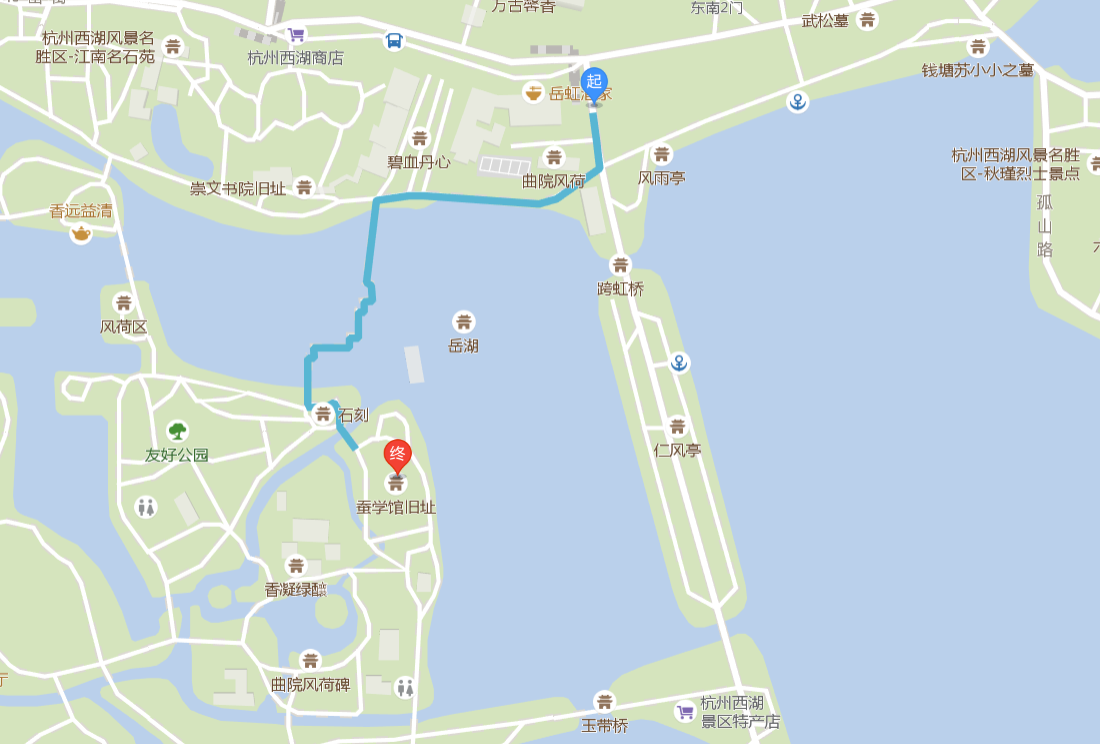 万古馨香
东南2门
武松墓
杭州西湖风景名
胜区-江南名石苑
杭州西湖商店
钱塘苏小小之墓
起
碧血丹心
曲院风荷
风雨亭
杭州西湖风景名胜
区-秋瑾烈士景点
崇文书院旧址
孤
山
路
香远益清
跨虹桥
风荷区
岳湖
石刻
友好公园
终
仁风亭
蚕学馆旧址
香凝绿醅
曲院风荷碑
厅
玉带桥
杭州西湖
景区特产店